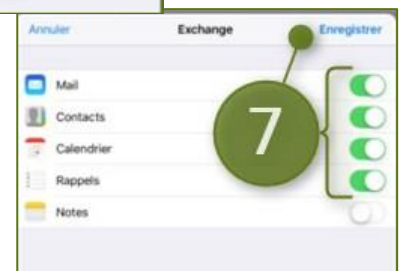 Annuler Exchange Enregistrer
Mail
Contacts
7
Calendrier
Rappels
Notes